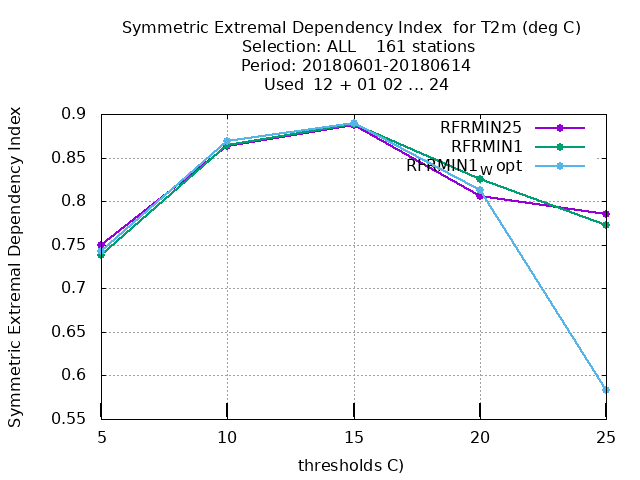 Symmetric Extremal Dependency Index  for T2m (deg C)
Selection: ALL    161 stations
Period: 20180601-20180614
Used  12 + 01 02 ... 24
Symmetric Extremal Dependency Index
0.9
0.85
0.8
0.75
0.7
0.65
0.6
0.55
RFRMIN25
RFRMIN1
RFRMIN1W opt
5 10 15 20 25
thresholds C)